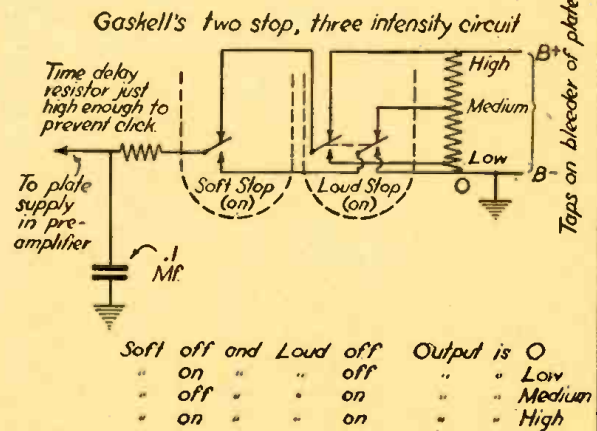 Gaskell's two stop, three intensity circuit
Time delay
resistor just
high enough to
prevent click.
To plate
supply
in pre-
amplifier
.1
Mf.
Soft Stop
(on)
Loud Stop
(on)
High
Medium
Low
O
B+
B-
Taps on bleeder of plate
Soft off and Loud off Output is O
" on " " off " " Low
" off " " on " " Medium
" on " " on " " High